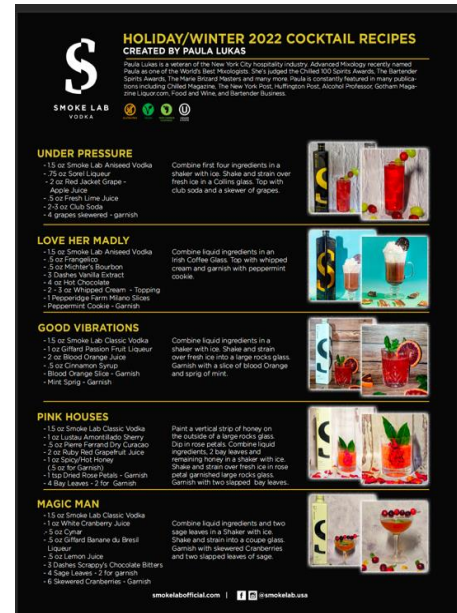 HOLIDAY/WINTER 2022 COCKTAIL RECIPES
CREATED BY PAULA LUKAS
Paula Lukas is a veteran of the New York City hospitality industry. Advanced Mixology recently named
Paula as one of the World's Best Mixologists. She's judged the Chilled 100 Spirits Awards, The Bartender
Spirits Awards, The Marie Brizard Masters and many more. Paula is constantly featured in many publica-
tions including Chilled Magazine, The New York Post, Huffington Post, Alcohol Professor, Gotham Maga-
zine Liquor.com, Food and Wine, and Bartender Business.
SMOKE LAB
VODKA
UNDER PRESSURE
- 1.5 oz Smoke Lab Aniseed Vodka
- .75 oz Sorel Liqueur
- 2 oz Red Jacket Grape -
Apple Juice
- .5 oz Fresh Lime Juice
- 2-3 oz Club Soda
- 4 grapes skewered - garnish
Combine first four ingredients in a
shaker with ice. Shake and strain over
fresh ice in a Collins glass. Top with
club soda and a skewer of grapes.
LOVE HER MADLY
- 1.5 oz Smoke Lab Aniseed Vodka
- .5 oz Frangelico
- .5 oz Michter's Bourbon
- 3 Dashes Vanilla Extract
- 4 oz Hot Chocolate
- 2 - 3 oz Whipped Cream - Topping
- 1 Pepperidge Farm Milano Slices
- Peppermint Cookie - Garnish
Combine liquid ingredients in an
Irish Coffee Glass. Top with whipped
cream and garnish with peppermint
cookie.
GOOD VIBRATIONS
- 1.5 oz Smoke Lab Classic Vodka
- 1 oz Giffard Passion Fruit Liqueur
- 2 oz Blood Orange Juice
- .5 oz Cinnamon Syrup
- Blood Orange Slice - Garnish
- Mint Sprig - Garnish
Combine liquid ingredients in a
shaker with ice. Shake and strain
over fresh ice into a large rocks glass.
Garnish with a slice of blood Orange
and sprig of mint.
PINK HOUSES
- 1.5 oz Smoke Lab Classic Vodka
- 1 oz Lustau Amontillado Sherry
- .5 oz Pierre Ferrand Dry Curacao
- 2 oz Ruby Red Grapefruit Juice
- 1 oz Spicy/Hot Honey
(.5 oz for Garnish)
- 1 tsp Dried Rose Petals - Garnish
- 4 Bay Leaves - 2 for Garnish
Paint a vertical strip of honey on
the outside of a large rocks glass.
Dip in rose petals. Combine liquid
ingredients, 2 bay leaves and
remaining honey in a shaker with ice.
Shake and strain over fresh ice in rose
petal garnished large rocks glass.
Garnish with two slapped bay leaves.
MAGIC MAN
- 1.5 oz Smoke Lab Classic Vodka
- 1 oz White Cranberry Juice
.- 5 oz Cynar
- .5 oz Giffard Banane du Bresil
Liqueur
- .5 oz Lemon Juice
- 3 Dashes Scrappy's Chocolate Bitters
- 4 Sage Leaves - 2 for garnish
- 6 Skewered Cranberries - Garnish
Combine liquid ingredients and two
sage leaves in a Shaker with ice.
Shake and strain into a coupe glass.
Garnish with skewered Cranberries
and two slapped leaves of sage.
smokelabofficial.com | @smokelab.usa